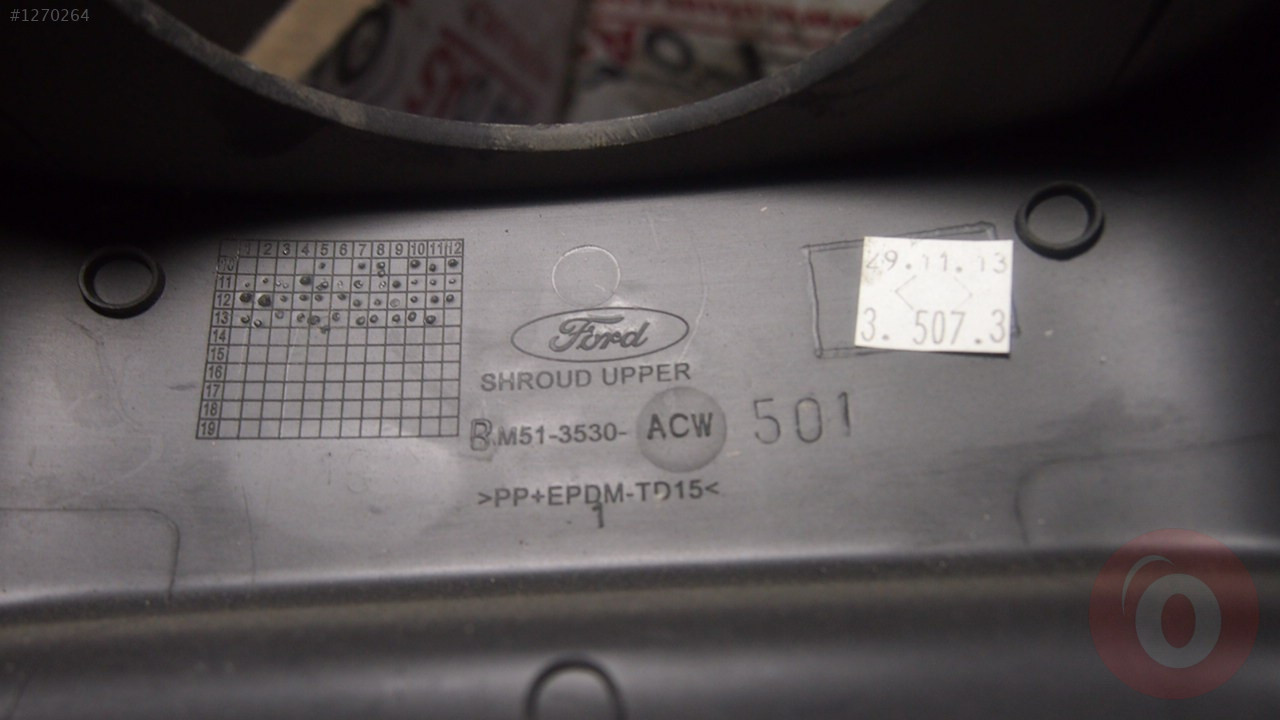 #1270264
1 2 3 4 5 6 7 8 9 10 11 12
10
11
12
13
14
15
16
17
18
19
Ford
SHROUD UPPER
BM51-3530- ACW 501
>PP+EPDM-TD15<
1
29.11.13
3. 507.3